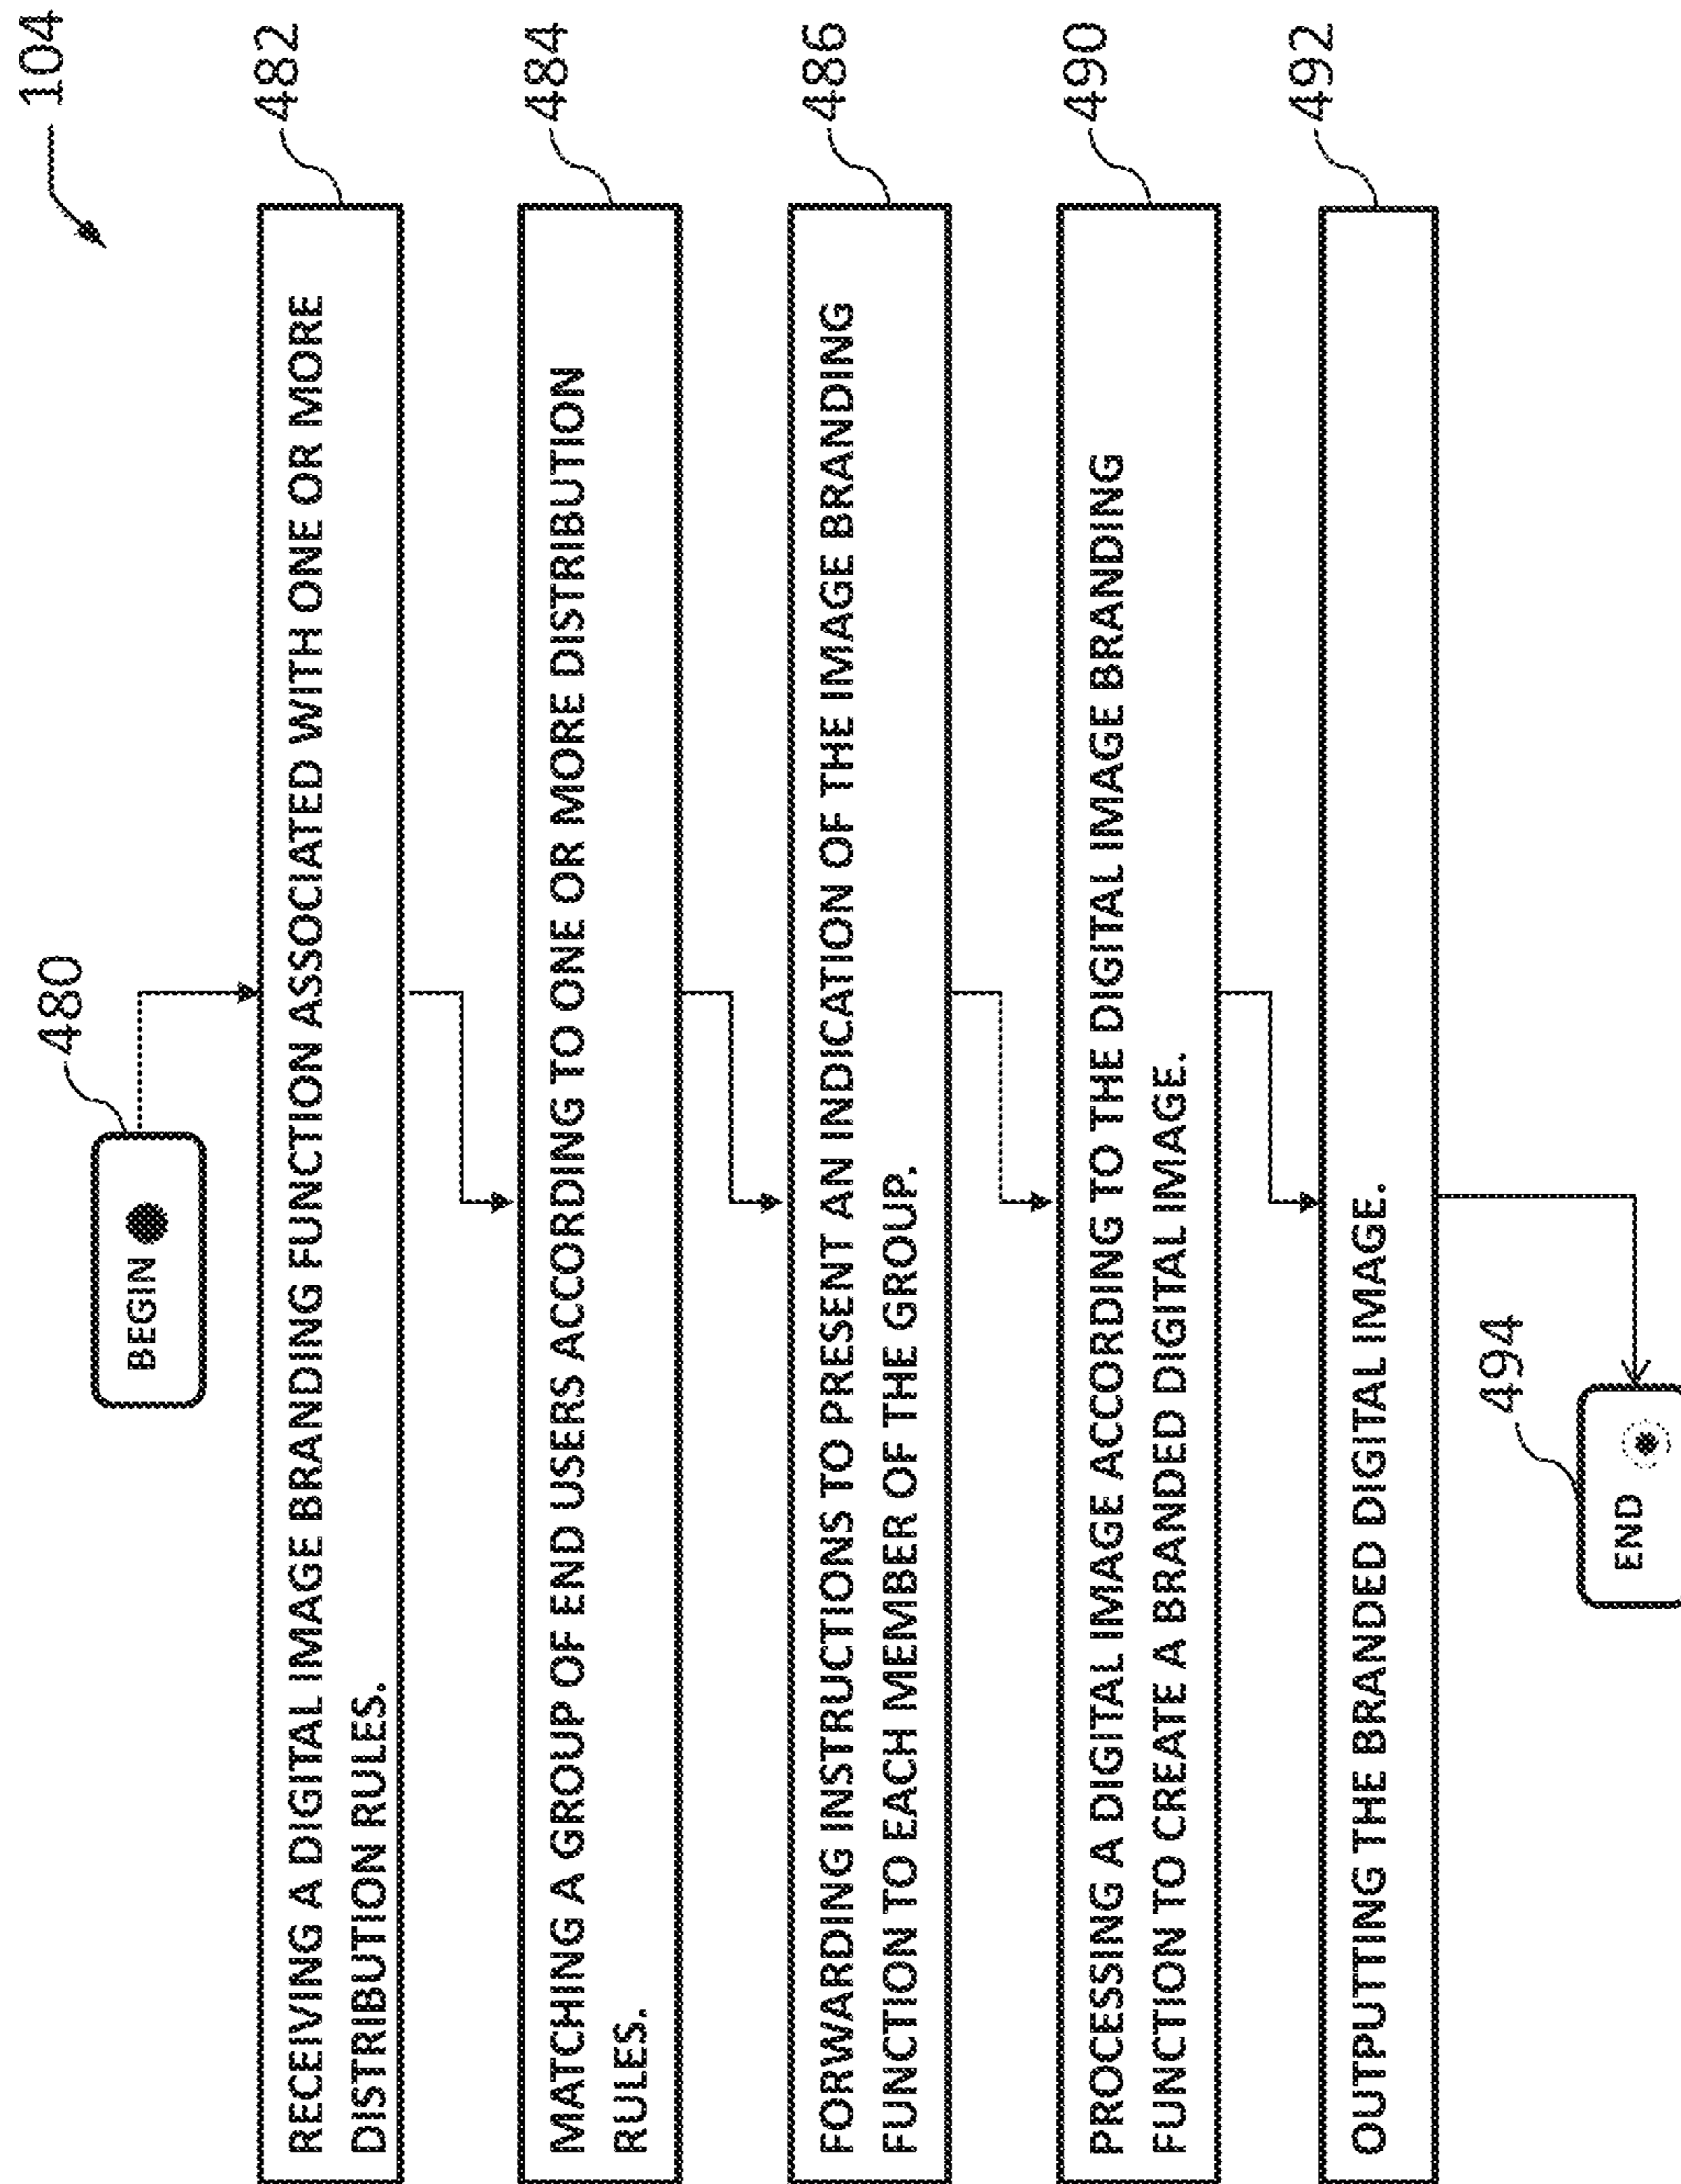 104
480
BEGIN
482
RECEIVING A DIGITAL IMAGE BRANDING FUNCTION ASSOCIATED WITH ONE OR MORE
DISTRIBUTION RULES.
484
MATCHING A GROUP OF END USERS USERS ACCORDING TO ONE OR MORE DISTRIBUTION
RULES.
486
FORWARDING INSTRUCTIONS TO PRESENT AN INDICATION OF THE IMAGE BRANDING
FUNCTION TO EACH MEMBER OF THE GROUP.
490
PROCESSING A DIGITAL IMAGE ACCORDING TO THE DIGITAL IMAGE BRANDING
FUNCTION TO CREATE A BRANDED DIGITAL IMAGE.
492
OUTPUTTING THE BRANDED DIGITAL IMAGE.
494
END